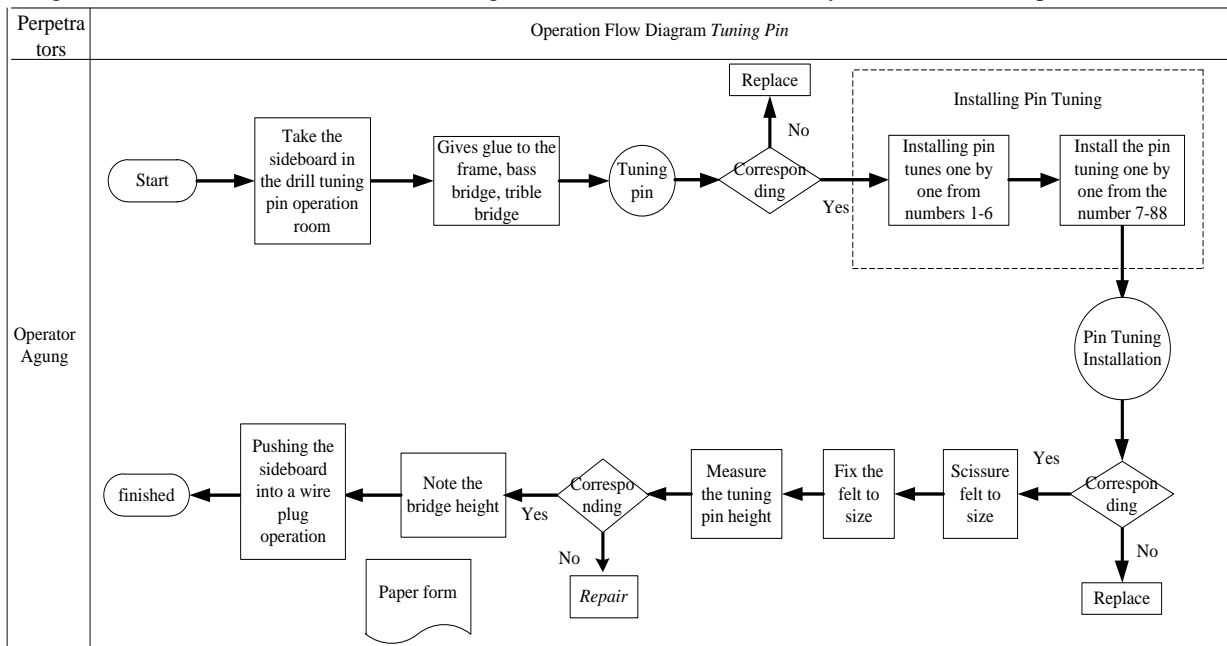 Perpetra
tors
Operation Flow Diagram Tuning Pin
Operator
Agung
Start
Take the
sideboard in
the drill tuning
pin operation
room
Gives glue to the
frame, bass
bridge, trible
bridge
Tuning
pin
Correspon
ding
No
Replace
Yes
Installing Pin Tuning
Installing pin
tunes one by
one from
numbers 1-6
Install the pin
tuning one by
one from the
number 7-88
Pin Tuning
Installation
Correspon
ding
No
Replace
Yes
Scissure
felt to
size
Fix the
felt to
size
Measure
the tuning
pin height
Correspo
nding
No
Repair
Yes
Note the
bridge height
Paper form
Pushing the
sideboard
into a wire
plug
operation
finished